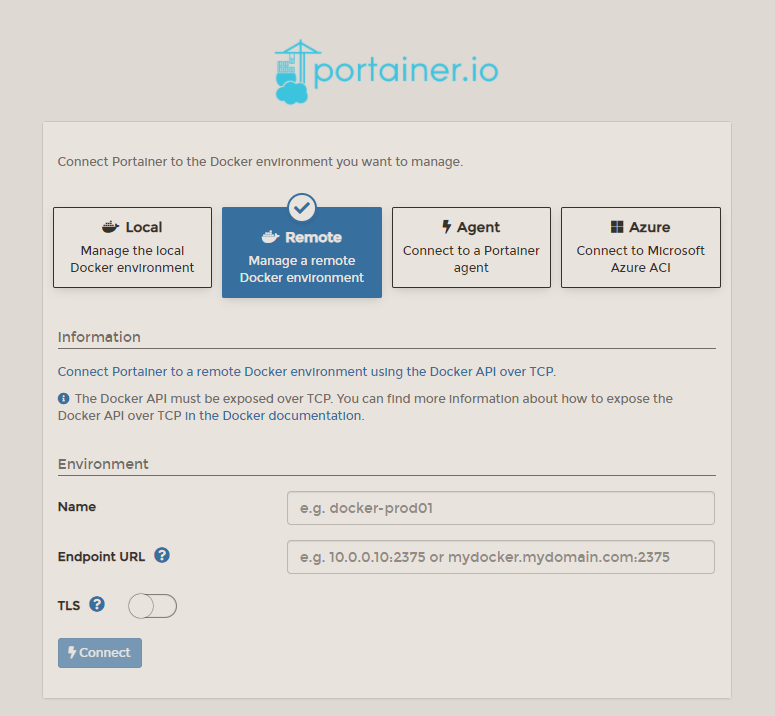 portainer.io
Connect Portainer to the Docker environment you want to manage.
Local
Manage the local
Docker environment
Remote
Manage a remote
Docker environment
Agent
Connect to a Portainer
agent
Azure
Connect to Microsoft
Azure ACI
Information
Connect Portainer to a remote Docker environment using the Docker API over TCP.
The Docker API must be exposed over TCP. You can find more information about how to expose the
Docker API over TCP in the Docker documentation.
Environment
Name
e.g. docker-prod01
Endpoint URL
e.g. 10.0.0.10:2375 or mydocker.mydomain.com:2375
TLS
Connect